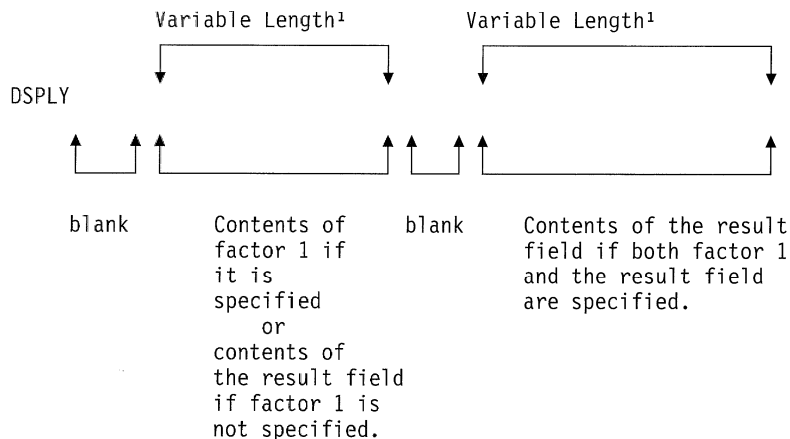 Variable Length¹ Variable Length¹
DSPLY
blank
Contents of
factor 1 if
it is
specified
or
contents of
the result field
if factor 1 is
not specified.
blank
Contents of the result
field if both factor 1
and the result field
are specified.